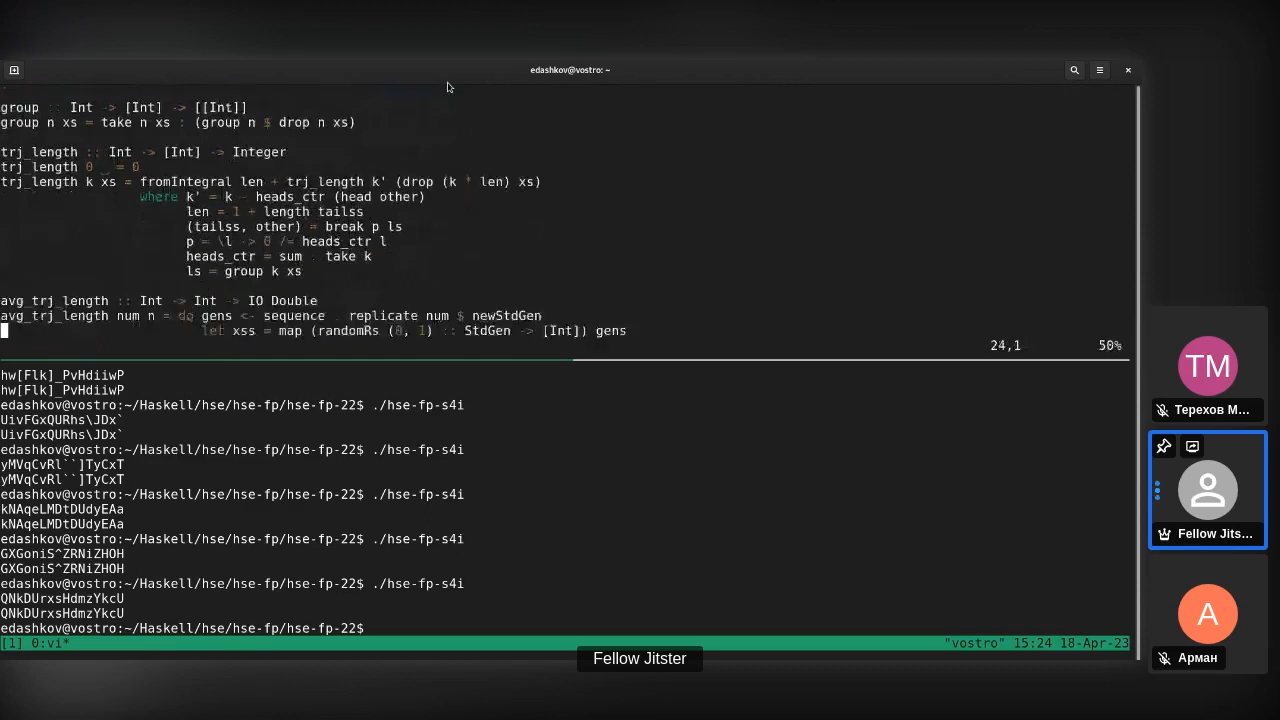 edashkov@vostro: ~
group :: Int -> [Int] -> [[Int]]
group n xs = take n xs : (group n $ drop n xs)
trj_length :: Int -> [Int] -> Integer
trj_length 0 _ = 0
trj_length k xs = fromIntegral len + trj_length k' (drop (k * len) xs)
where k' = k - heads_ctr (head other)
len = 1 + length tailss
(tailss, other) = break p ls
p = \l -> 0 /= heads_ctr l
heads_ctr = sum . take k
ls = group k xs
avg_trj_length :: Int -> Int -> IO Double
avg_trj_length num n = do gens <- sequence . replicate num $ newStdGen
let xss = map (randomRs (0, 1) :: StdGen -> [Int]) gens
24,1 50%
hw[Flk]_PvHdiiwP
hw[Flk]_PvHdiiwP
edashkov@vostro:~/Haskell/hse/hse-fp/hse-fp-22$ ./hse-fp-s4i
UivFGxQURhs\JDx`
UivFGxQURhs\JDx`
edashkov@vostro:~/Haskell/hse/hse-fp/hse-fp-22$ ./hse-fp-s4i
yMVqCvRl``]TyCxT
yMVqCvRl``]TyCxT
edashkov@vostro:~/Haskell/hse/hse-fp/hse-fp-22$ ./hse-fp-s4i
kNAqeLMDtDUdyEAa
kNAqeLMDtDUdyEAa
edashkov@vostro:~/Haskell/hse/hse-fp/hse-fp-22$ ./hse-fp-s4i
GXGoniS^ZRNiZHOH
GXGoniS^ZRNiZHOH
edashkov@vostro:~/Haskell/hse/hse-fp/hse-fp-22$ ./hse-fp-s4i
QNkDUrxsHdmzYkcU
QNkDUrxsHdmzYkcU
edashkov@vostro:~/Haskell/hse/hse-fp/hse-fp-22$
[1] 0:vi* "vostro" 15:24 18-Apr-23
Fellow Jitster
TM
Терехов М...
Fellow Jits...
A
Арман